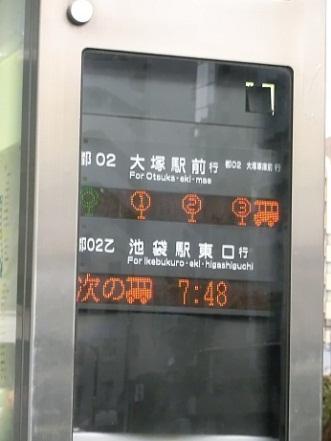 都02 大塚駅前行 都02 大塚車庫前行
For Otsuka-eki-mae
① ② ③
都02乙 池袋駅東口行
For Ikebukuro-eki-higashiguchi
次の 7:48